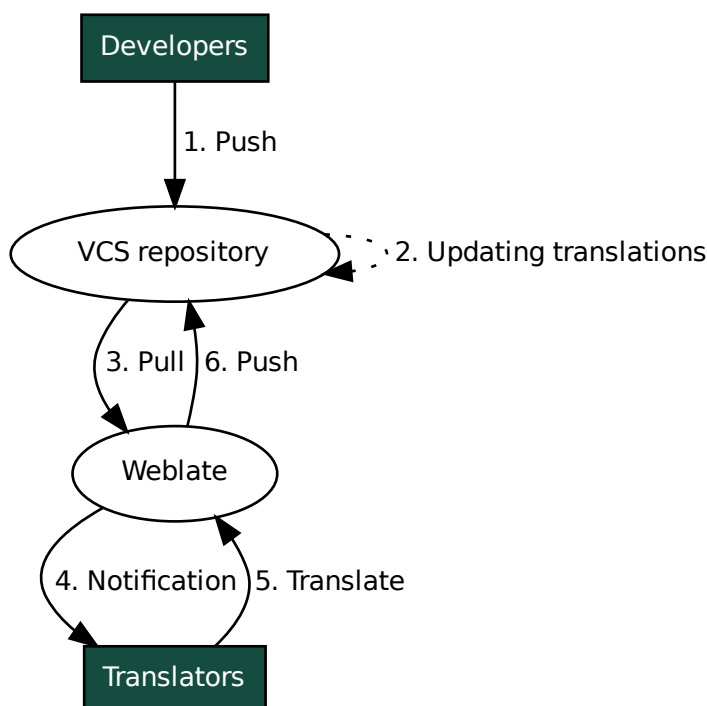 Developers
1. Push
VCS repository
2. Updating translations
3. Pull
6. Push
Weblate
4. Notification
5. Translate
Translators